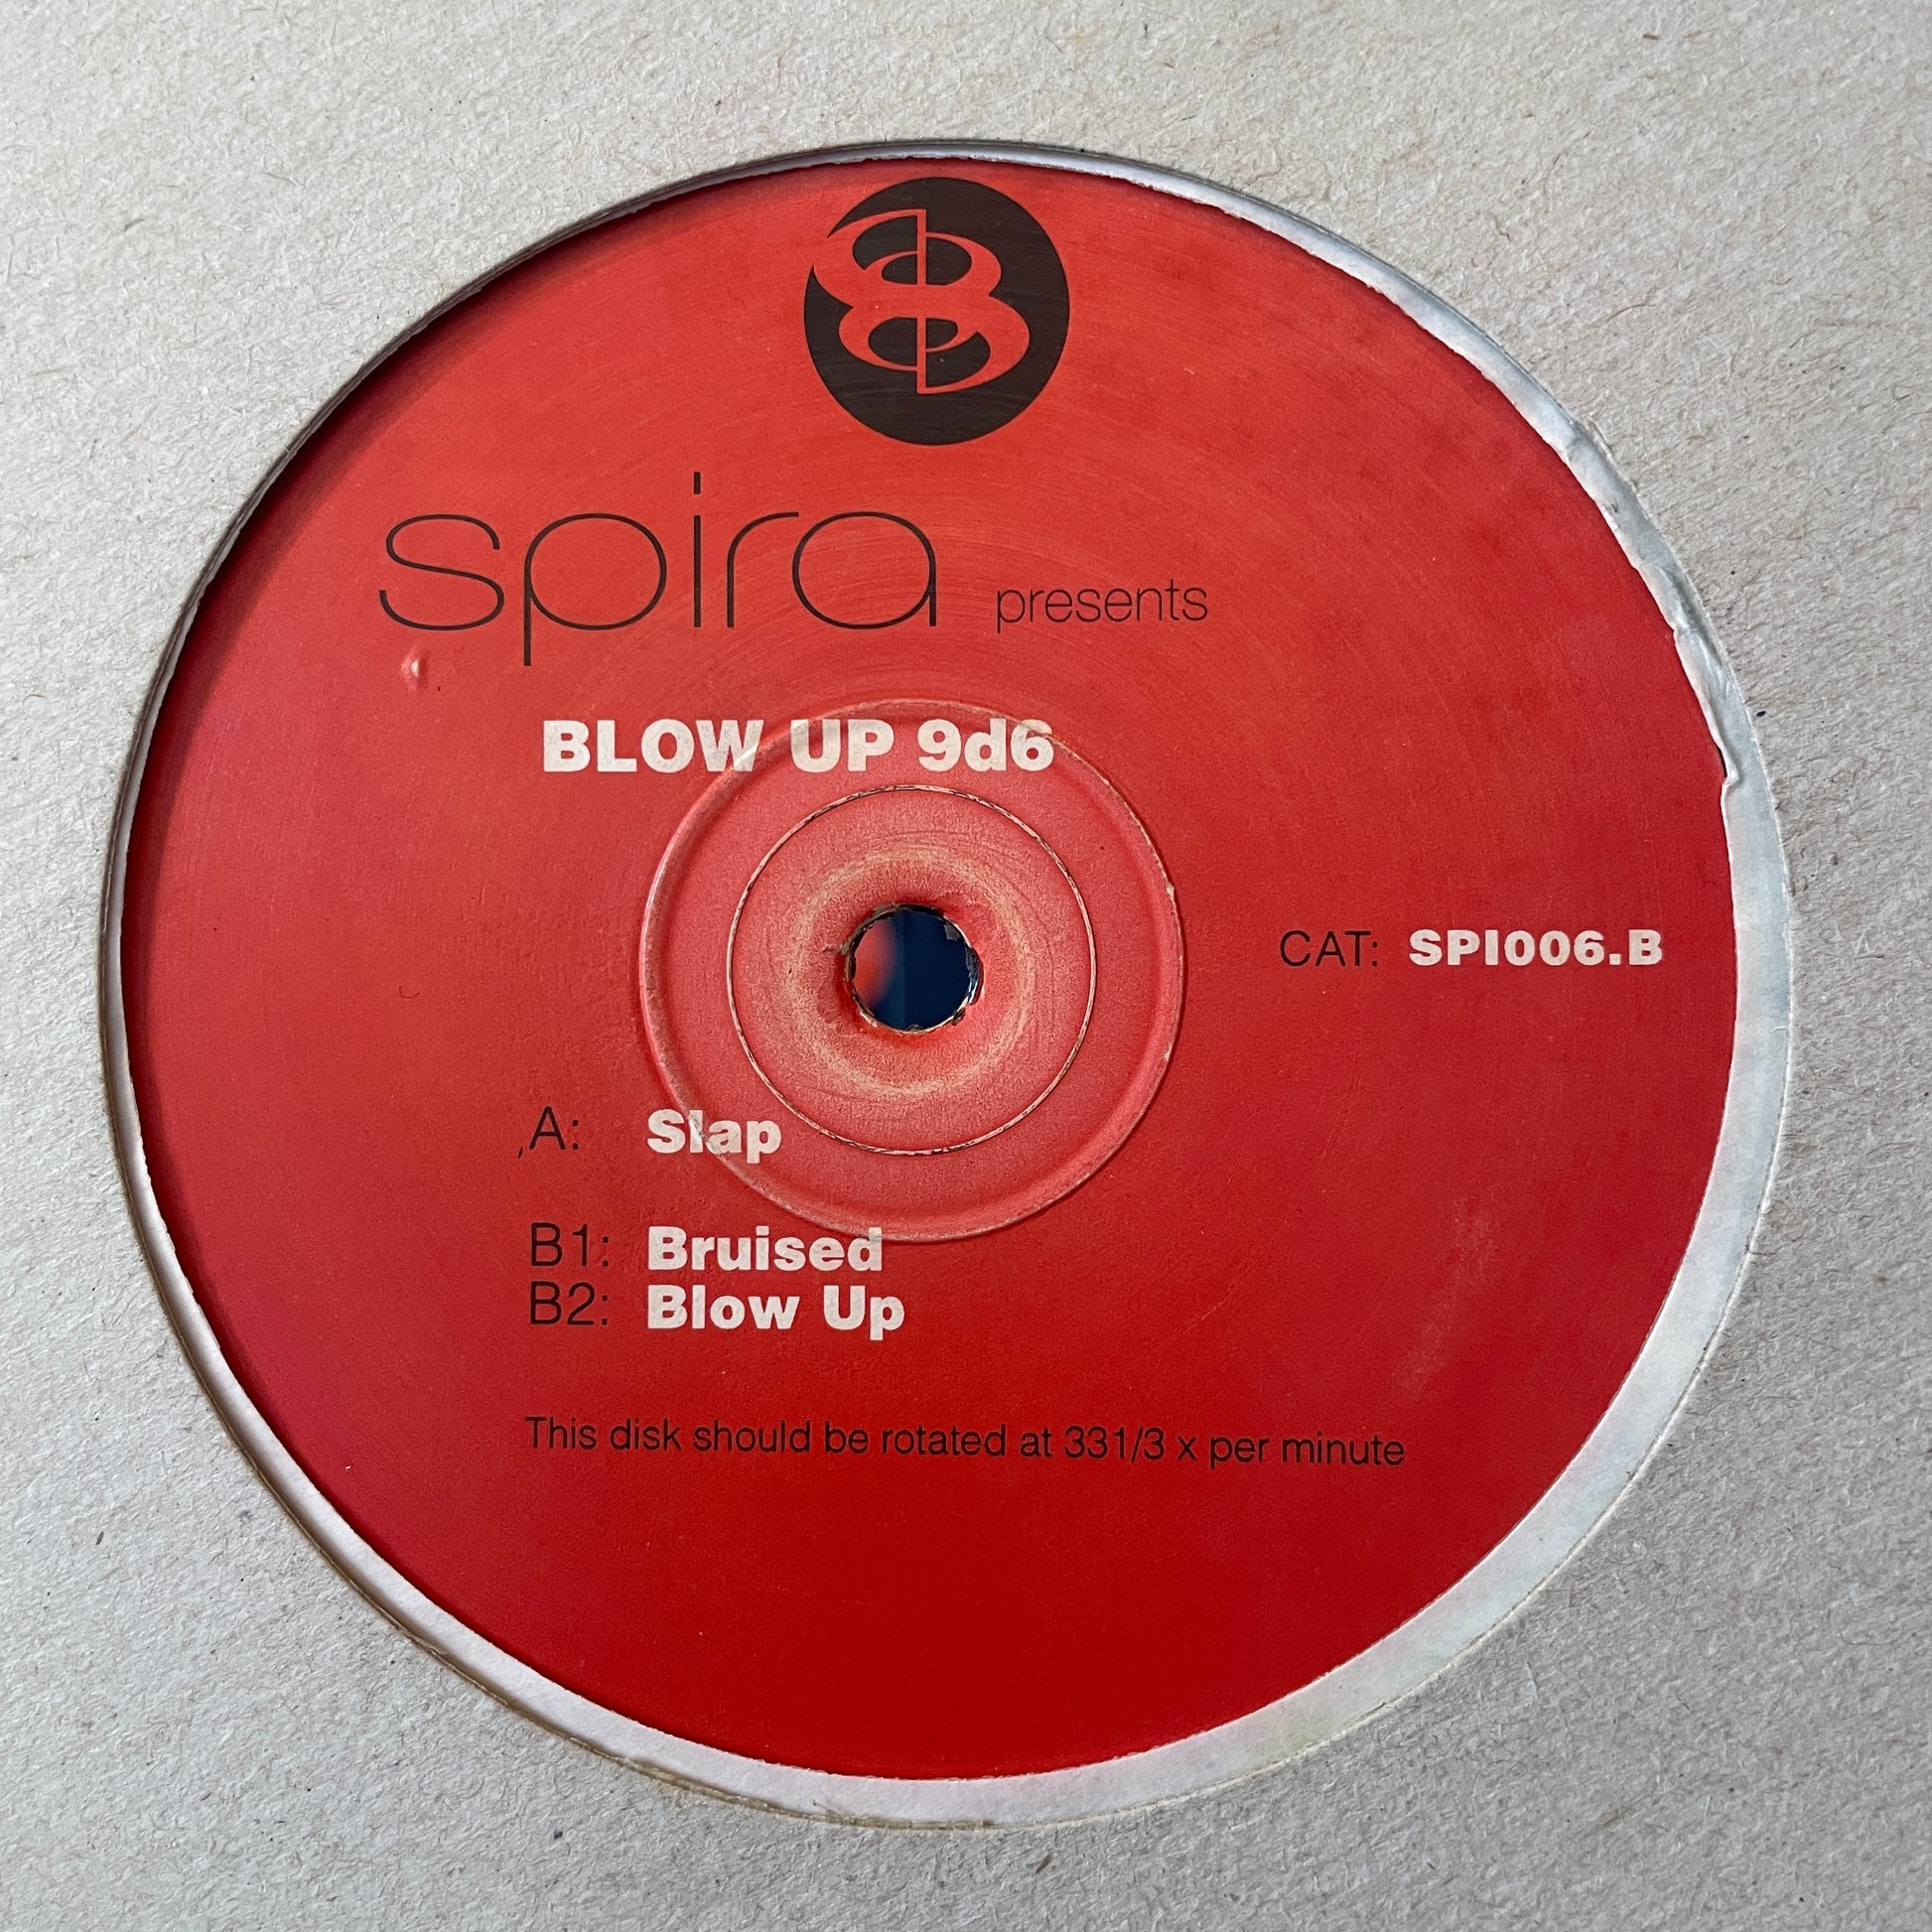 spira presents
BLOW UP 9d6
CAT: SPI006.B
A: Slap
B1: Bruised
B2: Blow Up
This disk should be rotated at 331/3 x per minute